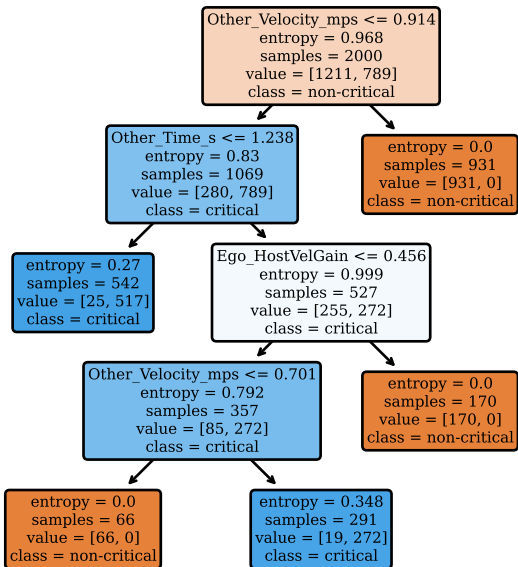 Other_Velocity_mps <= 0.914
entropy = 0.968
samples = 2000
value = [1211, 789]
class = non-critical
Other_Time_s <= 1.238
entropy = 0.83
samples = 1069
value = [280, 789]
class = critical
entropy = 0.0
samples = 931
value = [931, 0]
class = non-critical
entropy = 0.27
samples = 542
value = [25, 517]
class = critical
Ego_HostVelGain <= 0.456
entropy = 0.999
samples = 527
value = [255, 272]
class = critical
Other_Velocity_mps <= 0.701
entropy = 0.792
samples = 357
value = [85, 272]
class = critical
entropy = 0.0
samples = 170
value = [170, 0]
class = non-critical
entropy = 0.0
samples = 66
value = [66, 0]
class = non-critical
entropy = 0.348
samples = 291
value = [19, 272]
class = critical